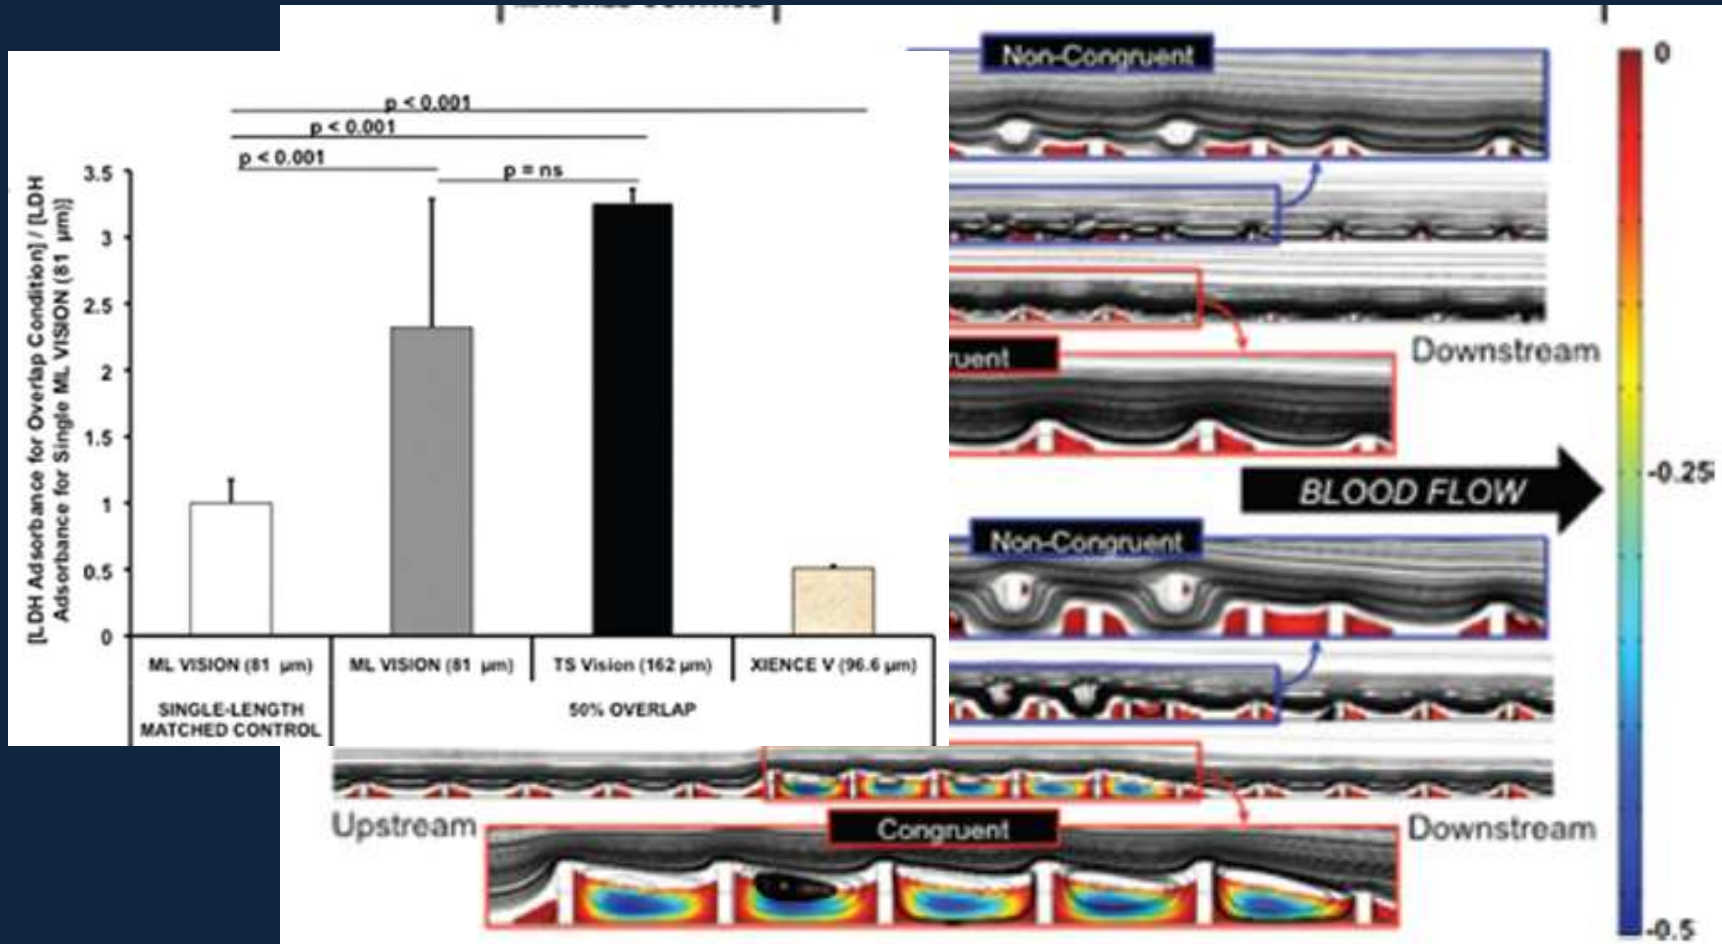 p < 0.001
p < 0.001
p < 0.001
p = ns
[LDH Adsorbance for Overlap Condition] / [LDH
Adsorbance for Single ML VISION (81 µm)]
3.5
3
2.5
2
1.5
1
0.5
0
ML VISION (81 µm)
ML VISION (81 µm)
TS Vision (162 µm)
XIENCE V (96.6 µm)
SINGLE-LENGTH
MATCHED CONTROL
50% OVERLAP
Non-Congruent
Downstream
BLOOD FLOW
Non-Congruent
Upstream
Congruent
Downstream
0
-0.25
-0.5